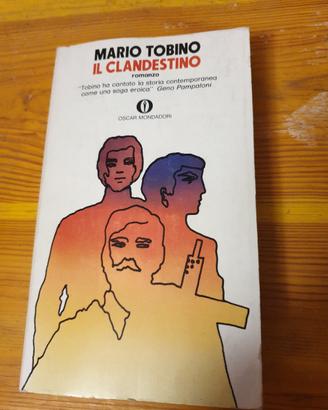 MARIO TOBINO
IL CLANDESTINO
romanzo
"Tobino ha cantato la storia contemporanea
come una saga eroica" Geno Pampaloni
OSCAR MONDADORI